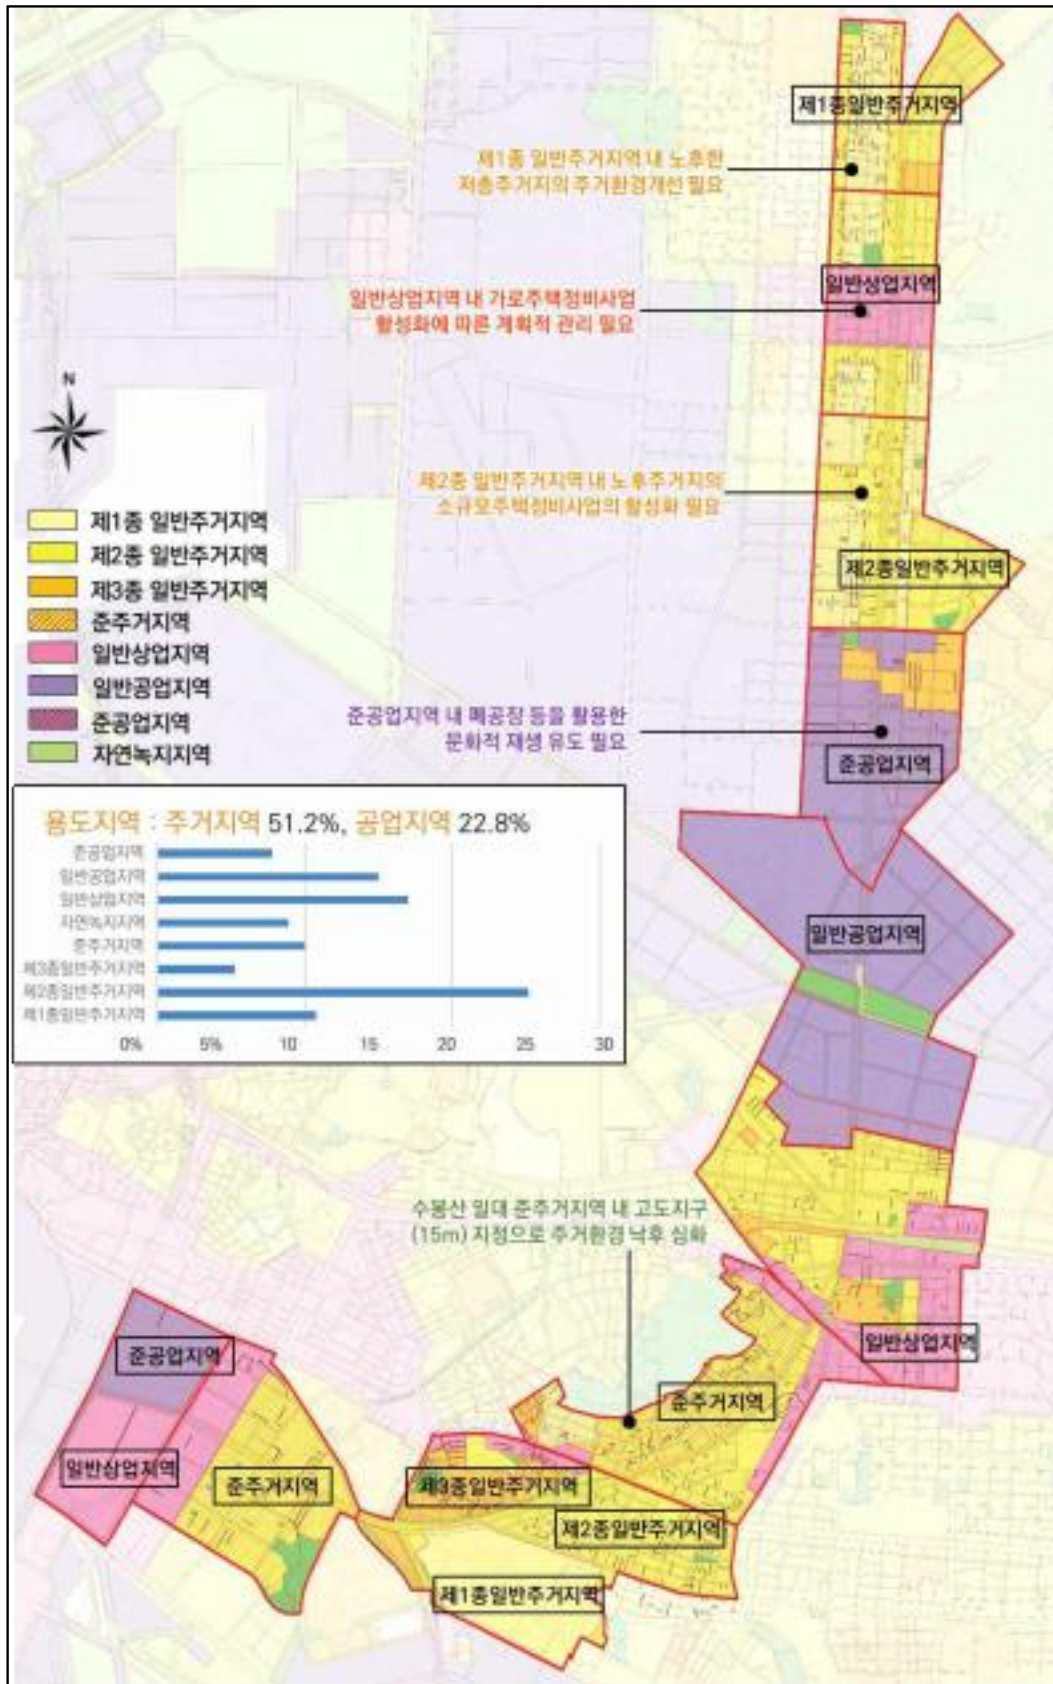 제1종일반주거지역
제1종 일반주거지역 내 노후한
저층주거지의 주거환경개선 필요
일반상업지역
일반상업지역 내 가로주택정비사업
활성화에 따른 계획적 관리 필요
N
제2종 일반주거지역 내 노후주거지의
소규모주택정비사업의 활성화 필요
제1종 일반주거지역
제2종 일반주거지역
제3종 일반주거지역
준주거지역
일반상업지역
일반공업지역
준공업지역
자연녹지지역
제2종일반주거지역
준공업지역 내 폐공장 등을 활용한
문화적 재생 유도 필요
준공업지역
용도지역 : 주거지역 51.2%, 공업지역 22.8%
준공업지역
일반공업지역
일반상업지역
자연녹지지역
준주거지역
제3종일반주거지역
제2종일반주거지역
제1종일반주거지역
0% 5% 10 15 20 25 30
일반공업지역
수봉산 일대 준주거지역 내 고도지구
(15m) 지정으로 주거환경 낙후 심화
일반상업지역
준공업지역
준주거지역
일반상업지역
준주거지역
제3종일반주거지역
제2종일반주거지역
제1종일반주거지역